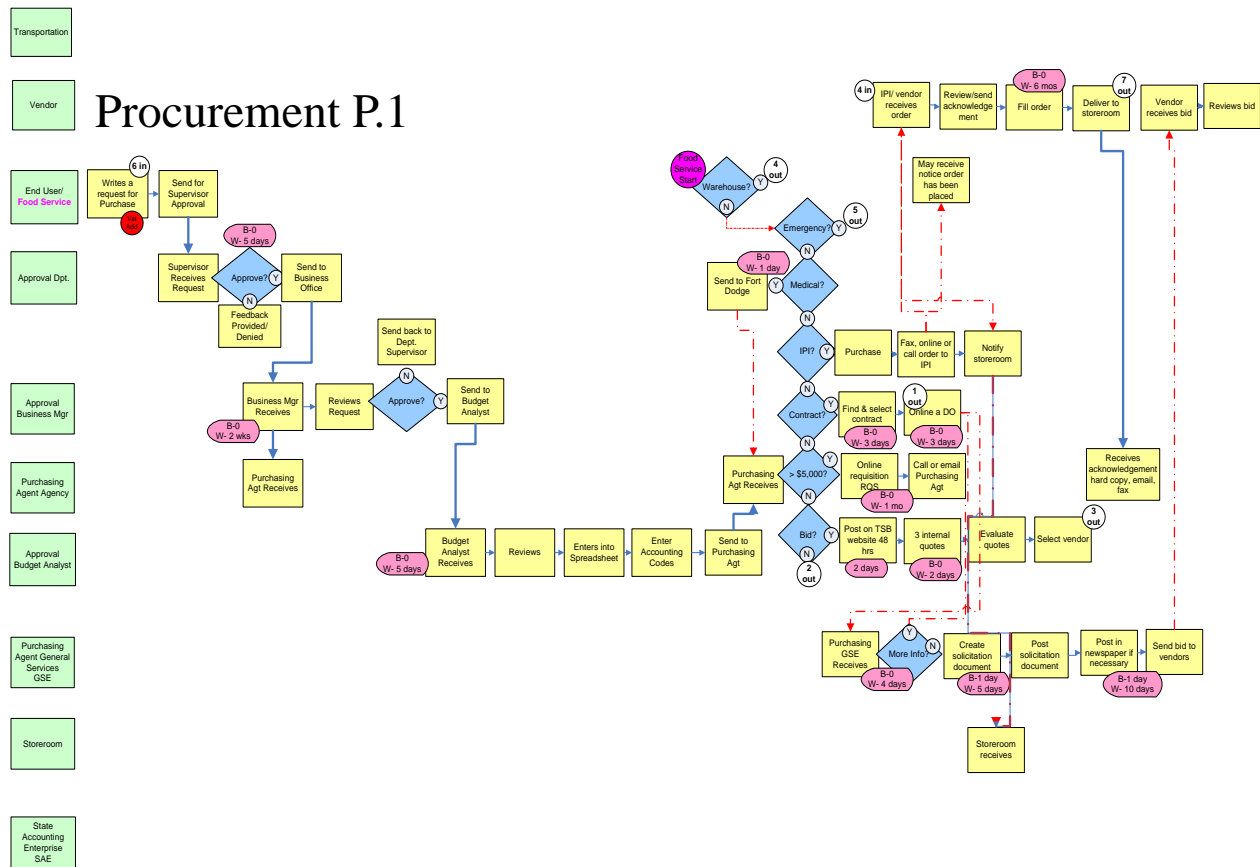 Transportation
Vendor
Procurement P.1
4 in
IPI/ vendor
receives
order
Review/send
acknowledge
ment
B-0
W- 6 mos
Fill order
7
out
Deliver to
storeroom
Vendor
receives bid
Reviews bid
End User/
Food Service
6 in
Writes a
request for
Purchase
Val
Add
Send for
Supervisor
Approval
Food
Service
Start
Warehouse?
Y
N
4
out
May receive
notice order
has been
placed
Emergency?
Y
N
5
out
Approval Dpt.
Supervisor
Receives
Request
B-0
W- 5 days
Approve?
Y
N
Send to
Business
Office
Feedback
Provided/
Denied
B-0
W- 1 day
Send to Fort
Dodge
Y
Medical?
N
IPI?
Y
N
Purchase
Fax, online or
call order to
IPI
Notify
storeroom
Approval
Business Mgr
Business Mgr
Receives
B-0
W- 2 wks
Reviews
Request
Send back to
Dept.
Supervisor
N
Approve?
Y
Send to
Budget
Analyst
Contract?
Y
N
Find & select
contract
B-0
W- 3 days
1
out
Online a DO
B-0
W- 3 days
Purchasing
Agent Agency
Purchasing
Agt Receives
Purchasing
Agt Receives
> $5,000?
Y
N
Online
requisition
RQS
B-0
W- 1 mo
Call or email
Purchasing
Agt
Receives
acknowledgement
hard copy, email,
fax
Approval
Budget Analyst
B-0
W- 5 days
Budget
Analyst
Receives
Reviews
Enters into
Spreadsheet
Enter
Accounting
Codes
Send to
Purchasing
Agt
Bid?
Y
N
2
out
Post on TSB
website 48
hrs
2 days
3 internal
quotes
B-0
W- 2 days
Evaluate
quotes
Select vendor
3
out
Purchasing
Agent General
Services
GSE
Purchasing
GSE
Receives
B-0
W- 4 days
Y
More Info?
N
Create
solicitation
document
B-1 day
W- 5 days
Post
solicitation
document
Post in
newspaper if
necessary
B-1 day
W- 10 days
Send bid to
vendors
Storeroom
Storeroom
receives
State
Accounting
Enterprise
SAE